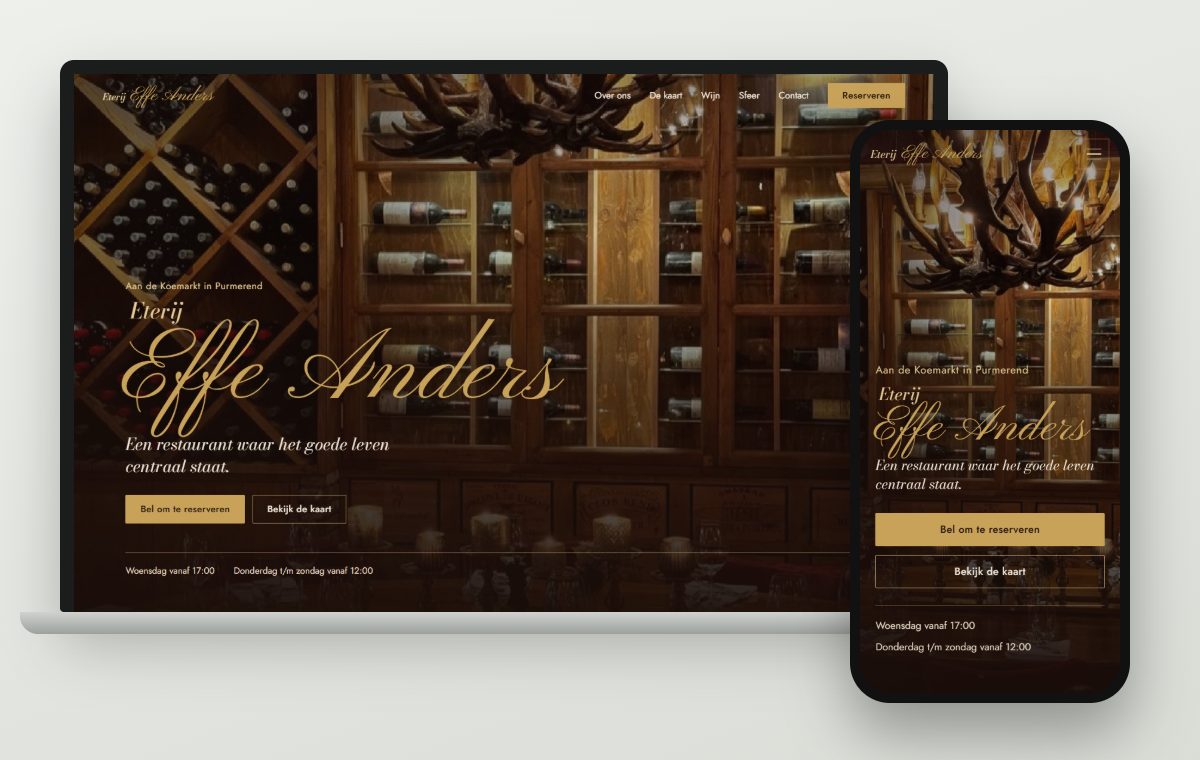 Eterij Effe Anders
Over ons De kaart Wijn Sfeer Contact Reserveren
Aan de Koemarkt in Purmerend
Eterij
Effe Anders
Een restaurant waar het goede leven
centraal staat.
Bel om te reserveren Bekijk de kaart
Woensdag vanaf 17:00 Donderdag t/m zondag vanaf 12:00
Eterij Effe Anders
Aan de Koemarkt in Purmerend
Eterij
Effe Anders
Een restaurant waar het goede leven
centraal staat.
Bel om te reserveren
Bekijk de kaart
Woensdag vanaf 17:00
Donderdag t/m zondag vanaf 12:00